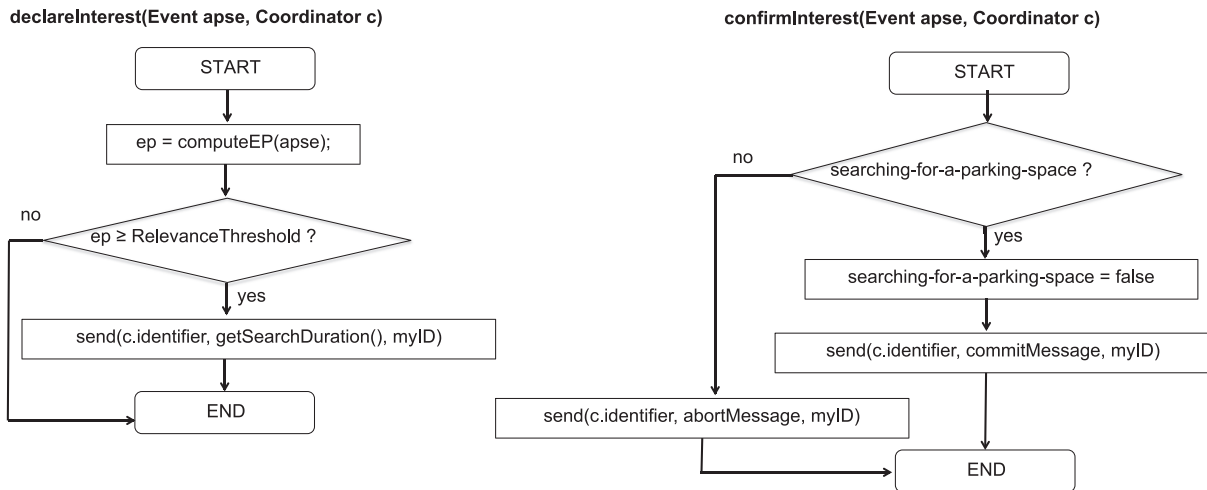 declareInterest(Event apse, Coordinator c)
START
ep = computeEP(apse);
no
ep ≥ RelevanceThreshold ?
yes
send(c.identifier, getSearchDuration(), myID)
END
confirmInterest(Event apse, Coordinator c)
START
no
searching-for-a-parking-space ?
yes
searching-for-a-parking-space = false
send(c.identifier, commitMessage, myID)
send(c.identifier, abortMessage, myID)
END